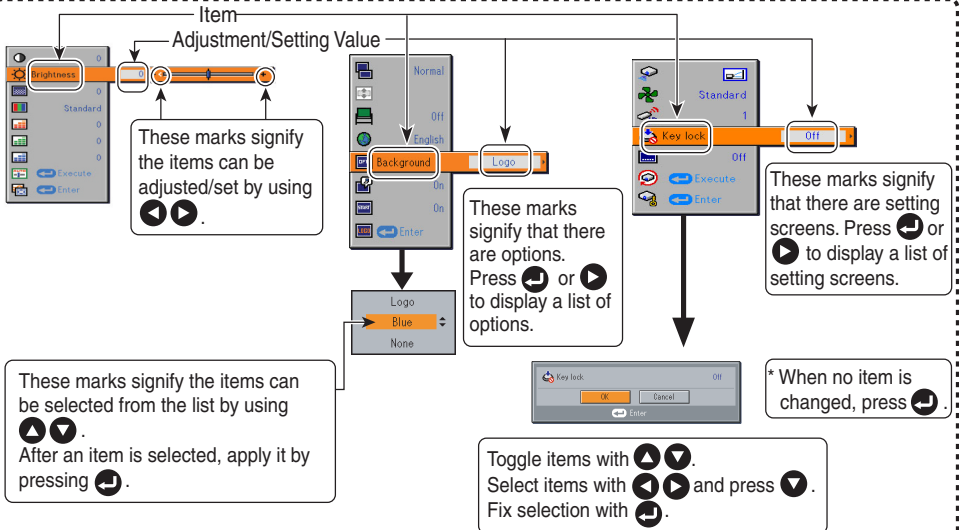 Item
Adjustment/Setting Value
0
Brightness 0
0
Standard
0
0
0
Execute
Enter
These marks signify
the items can be
adjusted/set by using
.
Normal
Off
English
Background Logo
On
On
START
LOGO
Enter
Logo
Blue
None
These marks
signify that there
are options.
Press or
to display a list of
options.
These marks signify the items can
be selected from the list by using
.
After an item is selected, apply it by
pressing .
Standard
1
Key lock Off
Off
Execute
Enter
These marks signify
that there are setting
screens. Press or
to display a list of
setting screens.
Key lock Off
OK Cancel
Enter
* When no item is
changed, press .
Toggle items with .
Select items with and press .
Fix selection with .